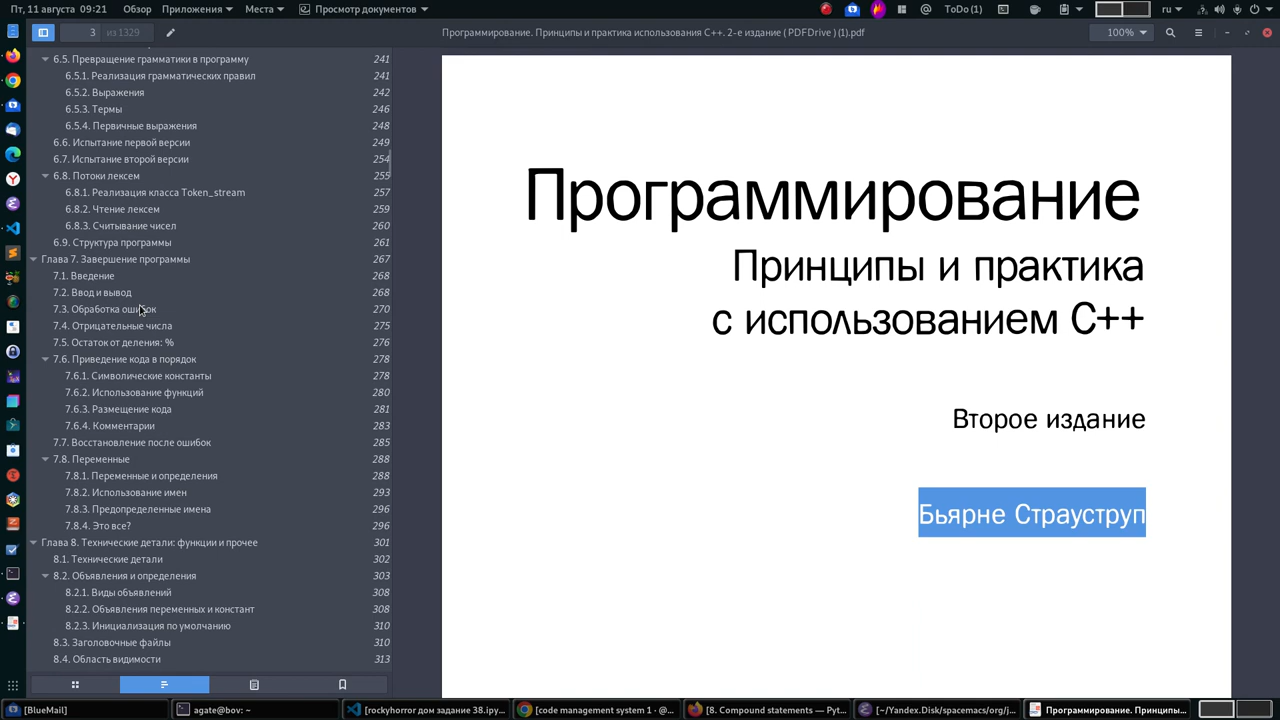 Пт, 11 августа 09:21 Обзор Приложения Места Просмотр документов ToDo (1) ru
3 из 1329 Программирование. Принципы и практика использования C++. 2-е издание ( PDFDrive ) (1).pdf 100%
6.5. Превращение грамматики в программу 241
6.5.1. Реализация грамматических правил 241
6.5.2. Выражения 242
6.5.3. Термы 246
6.5.4. Первичные выражения 248
6.6. Испытание первой версии 249
6.7. Испытание второй версии 254
6.8. Потоки лексем 255
6.8.1. Реализация класса Token_stream 257
6.8.2. Чтение лексем 259
6.8.3. Считывание чисел 260
6.9. Структура программы 261
Глава 7. Завершение программы 267
7.1. Введение 268
7.2. Ввод и вывод 268
7.3. Обработка ошибок 270
7.4. Отрицательные числа 275
7.5. Остаток от деления: % 276
7.6. Приведение кода в порядок 278
7.6.1. Символические константы 278
7.6.2. Использование функций 280
7.6.3. Размещение кода 281
7.6.4. Комментарии 283
7.7. Восстановление после ошибок 285
7.8. Переменные 288
7.8.1. Переменные и определения 288
7.8.2. Использование имен 293
7.8.3. Предопределенные имена 296
7.8.4. Это все? 296
Глава 8. Технические детали: функции и прочее 301
8.1. Технические детали 302
8.2. Объявления и определения 303
8.2.1. Виды объявлений 308
8.2.2. Объявления переменных и констант 308
8.2.3. Инициализация по умолчанию 310
8.3. Заголовочные файлы 310
8.4. Область видимости 313
Программирование
Принципы и практика
с использованием C++
Второе издание
Бьярне Страуструп
[BlueMail] agate@bov: ~ [rockyhorror дом задание 38.ipy... [code management system 1 · @... [8. Compound statements — Pyt... [~/Yandex.Disk/spacemacs/org/j... Программирование. Принципы...